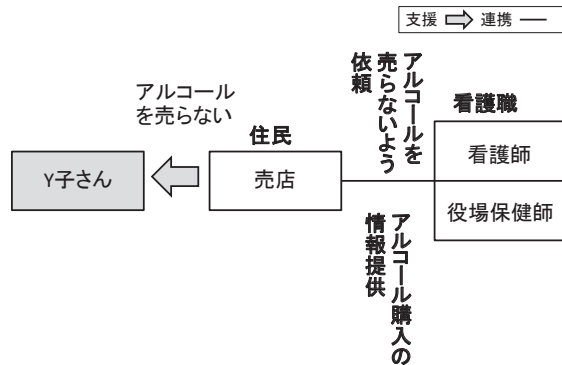 支援 連携
アルコール
を売らない
住民
アルコールを
売らないよう
依頼
看護職
Y子さん
売店
看護師
役場保健師
アルコール購入の
情報提供